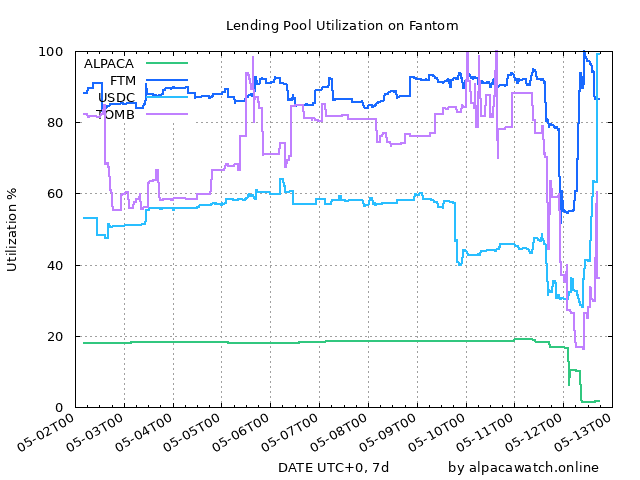 Lending Pool Utilization on Fantom
100
80
60
40
20
0
Utilization %
ALPACA
FTM
USDC
TOMB
05-02T00
05-03T00
05-04T00
05-05T00
05-06T00
05-07T00
05-08T00
05-09T00
05-10T00
05-11T00
05-12T00
05-13T00
DATE UTC+0, 7d
by alpacawatch.online